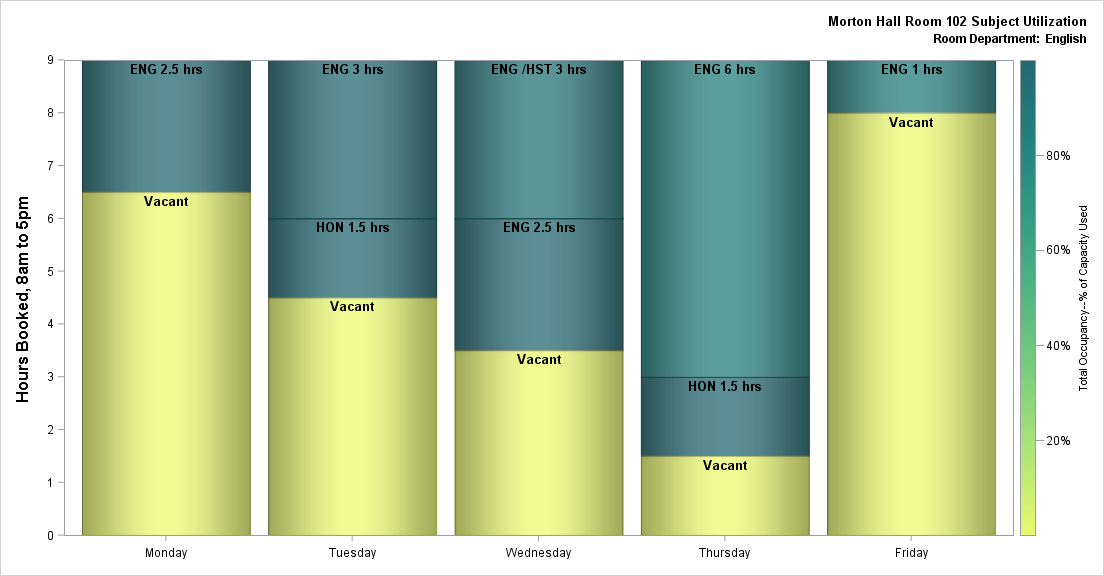 Morton Hall Room 102 Subject Utilization
Room Department: English
Hours Booked, 8am to 5pm
9
8
7
6
5
4
3
2
1
0
ENG 2.5 hrs
Vacant
ENG 3 hrs
HON 1.5 hrs
Vacant
ENG /HST 3 hrs
ENG 2.5 hrs
Vacant
ENG 6 hrs
HON 1.5 hrs
Vacant
ENG 1 hrs
Vacant
Monday
Tuesday
Wednesday
Thursday
Friday
80%
60%
40%
20%
Total Occupancy--% of Capacity Used